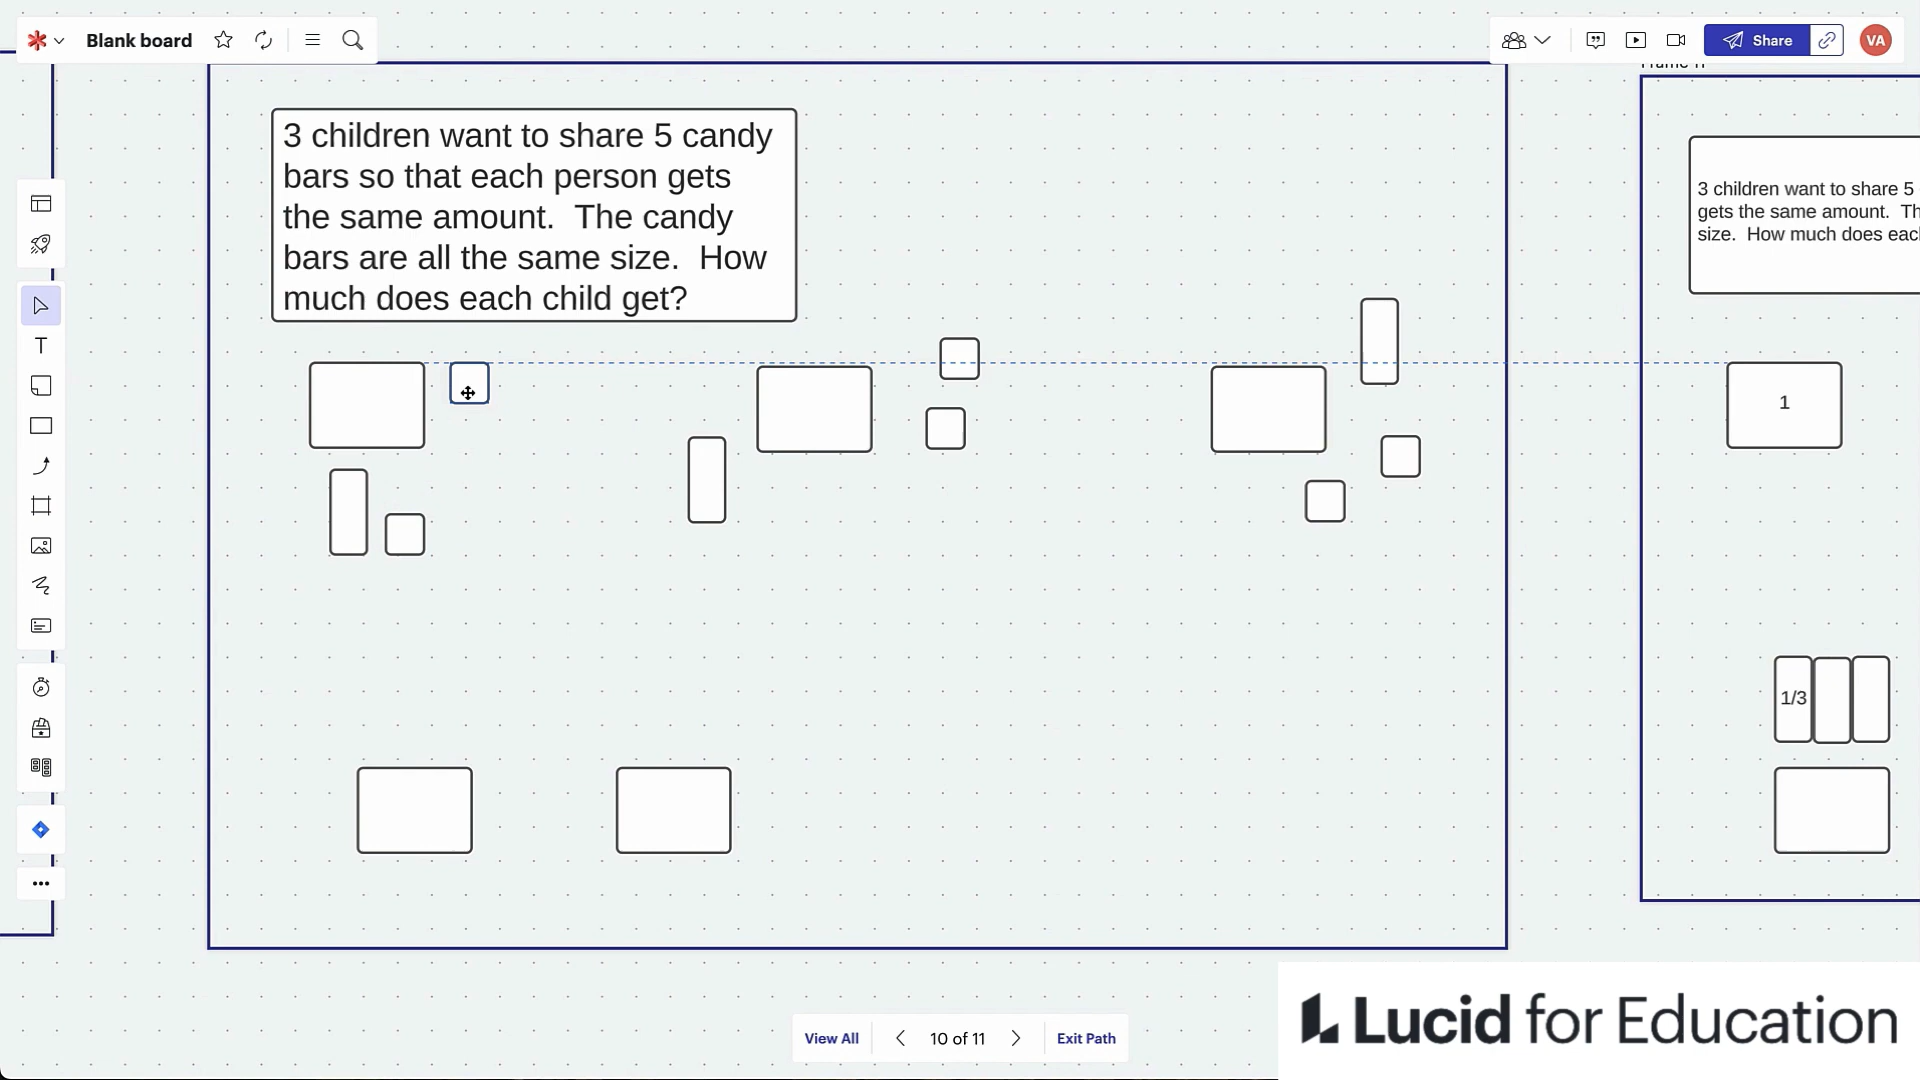 Blank board
Share
VA
3 children want to share 5 candy
bars so that each person gets
the same amount.  The candy
bars are all the same size.  How
much does each child get?
3 children want to share 5
gets the same amount.  Th
size.  How much does eac
1
T
1/3
View All
10 of 11
Exit Path
Lucid for Education